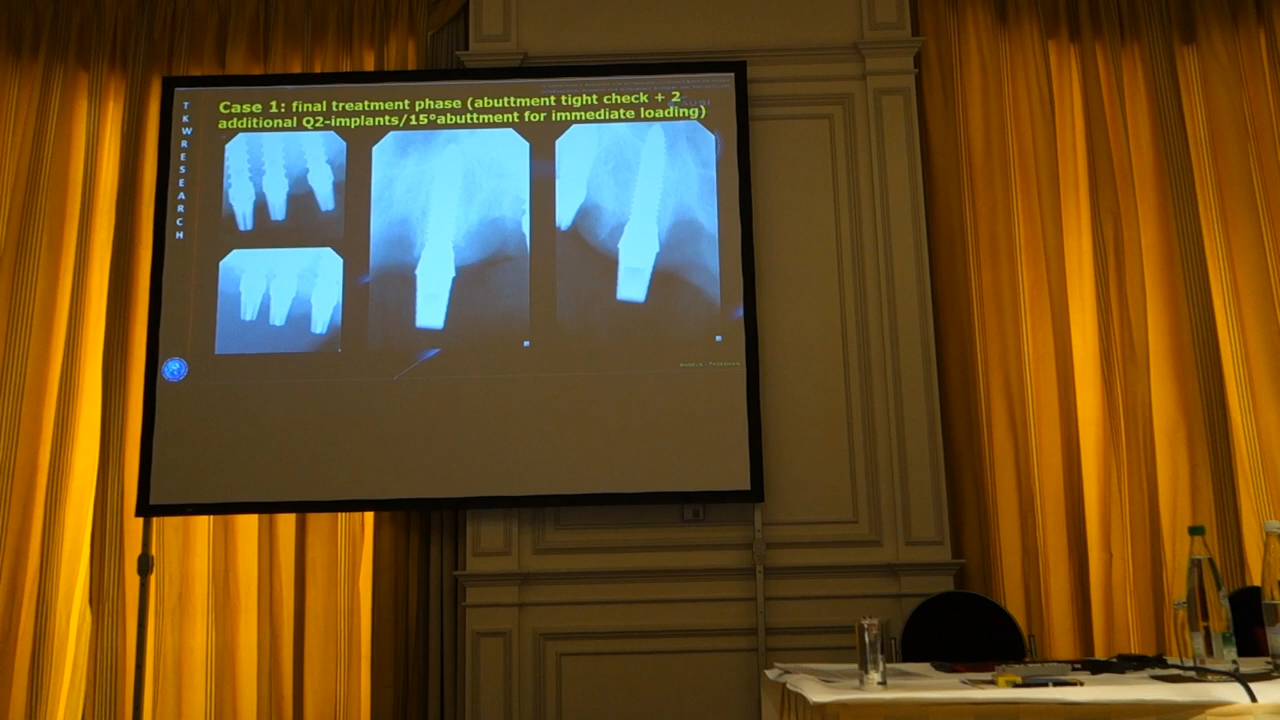 Case 1: final treatment phase (abuttment tight check + 2
additional Q2-implants/15°abuttment for immediate loading)
TKWRESEARCH